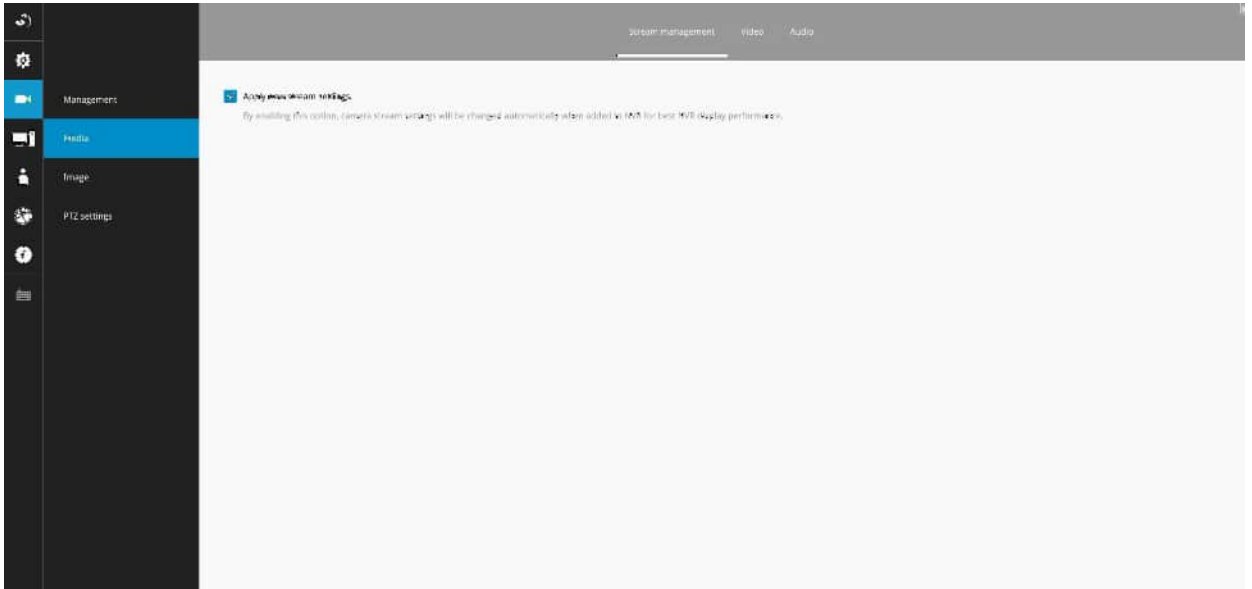 Stream management Video Audio
Management
Apply stream settings.
By enabling this option, camera stream settings will be changed automatically when added to NVR for best NVR display performance.
Media
Image
PTZ settings